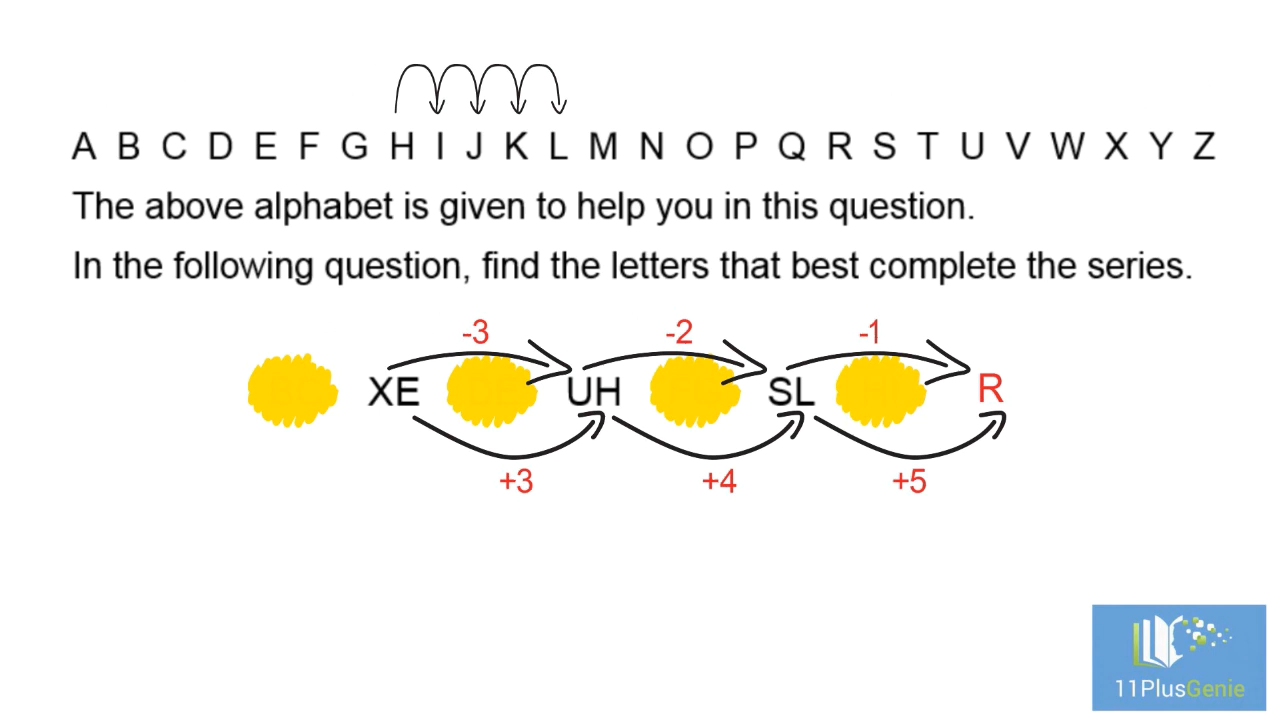 A B C D E F G H I J K L M N O P Q R S T U V W X Y Z
The above alphabet is given to help you in this question.
In the following question, find the letters that best complete the series.
-3 -2 -1
XE UH SL R
+3 +4 +5
11PlusGenie